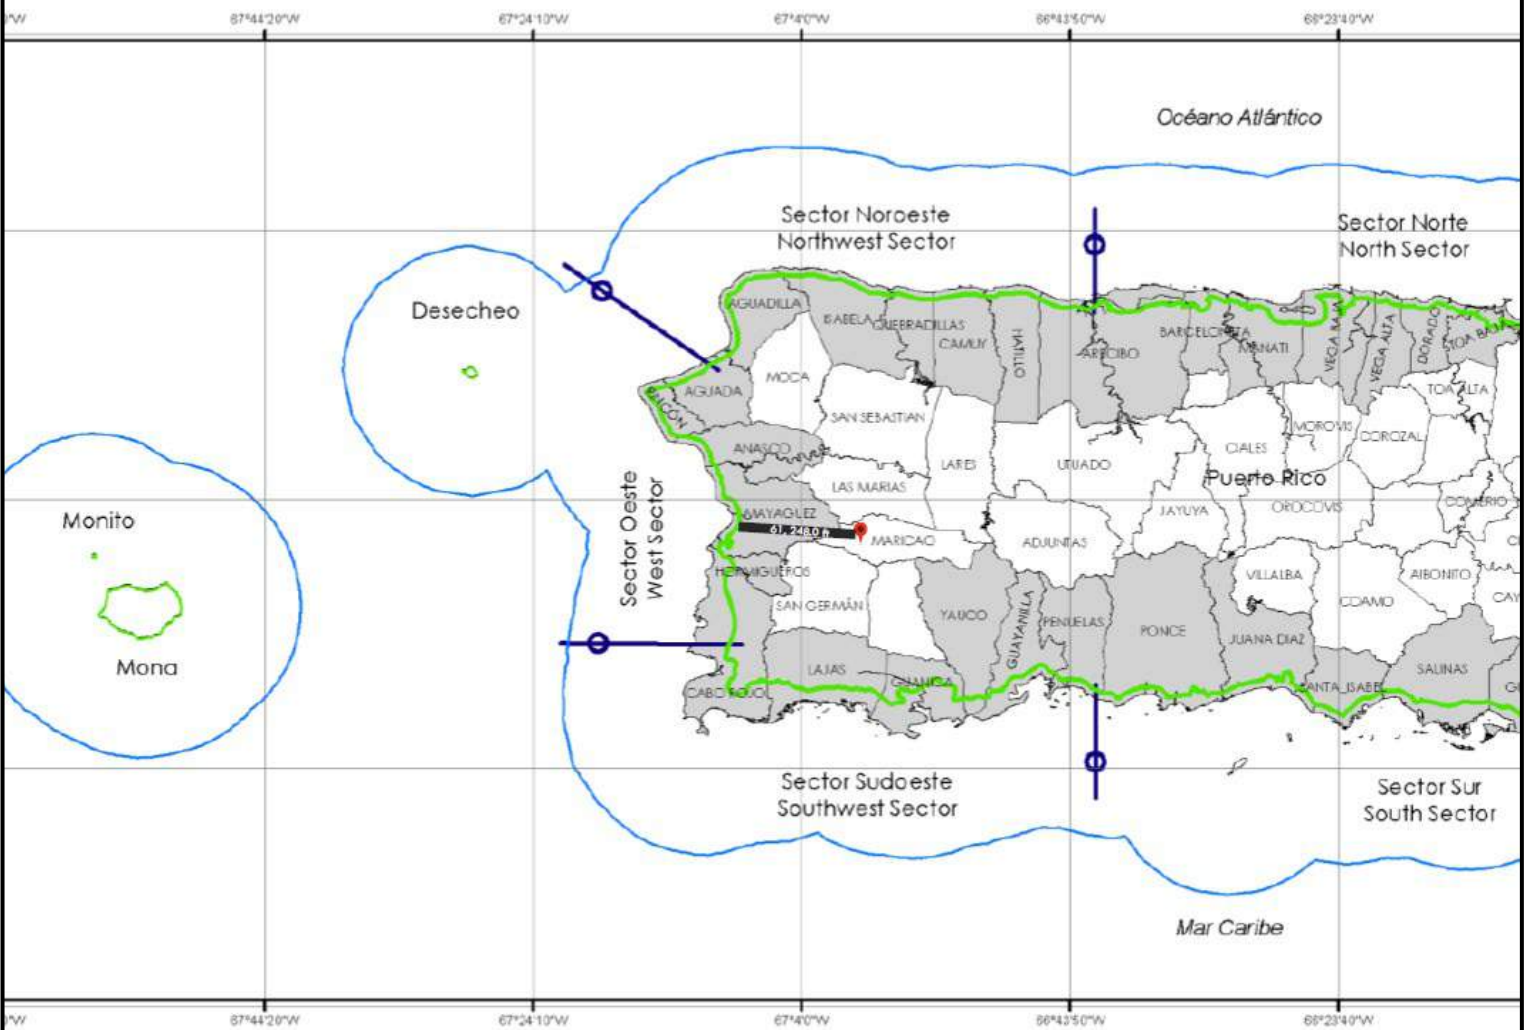 67°44'20"W
67°24'10"W
67°4'0"W
66°43'50"W
66°23'40"W
Océano Atlántico
Sector Noroeste
Northwest Sector
Sector Norte
North Sector
Desecheo
AGUADILLA
ISABELA
QUEBRADILLAS
CAMUY
HATILLO
ARECIBO
BARCELONETA
MANATI
VEGA BAJA
VEGA ALTA
DORADO
TOA BAJA
MOCA
AGUADA
RINCÓN
SAN SEBASTIAN
TOA ALTA
ANASCO
LARES
UTUADO
CIALES
MOROVIS
COROZAL
LAS MARIAS
Puerto Rico
Monito
Sector Oeste
West Sector
MAYAGUEZ
61, 248.0 ft
MARICAO
ADJUNTAS
JAYUYA
OROCOVIS
COMERIO
HORMIGUEROS
SAN GERMÁN
YAUCO
GUAYANILLA
PENUELAS
PONCE
VILLALBA
JUANA DIAZ
COAMO
AIBONITO
CAY
Mona
CABO ROJO
LAJAS
GUANICA
SANTA_ISABEL
SALINAS
Sector Sudoeste
Southwest Sector
Sector Sur
South Sector
Mar Caribe
67°44'20"W
67°24'10"W
67°4'0"W
66°43'50"W
66°23'40"W